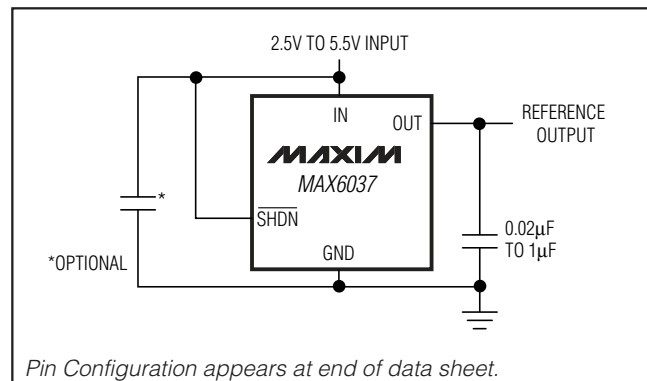 2.5V TO 5.5V INPUT
IN
OUT
REFERENCE
OUTPUT
MAXIM
MAX6037
*
SHDN
0.02µF
TO 1µF
*OPTIONAL
GND
Pin Configuration appears at end of data sheet.